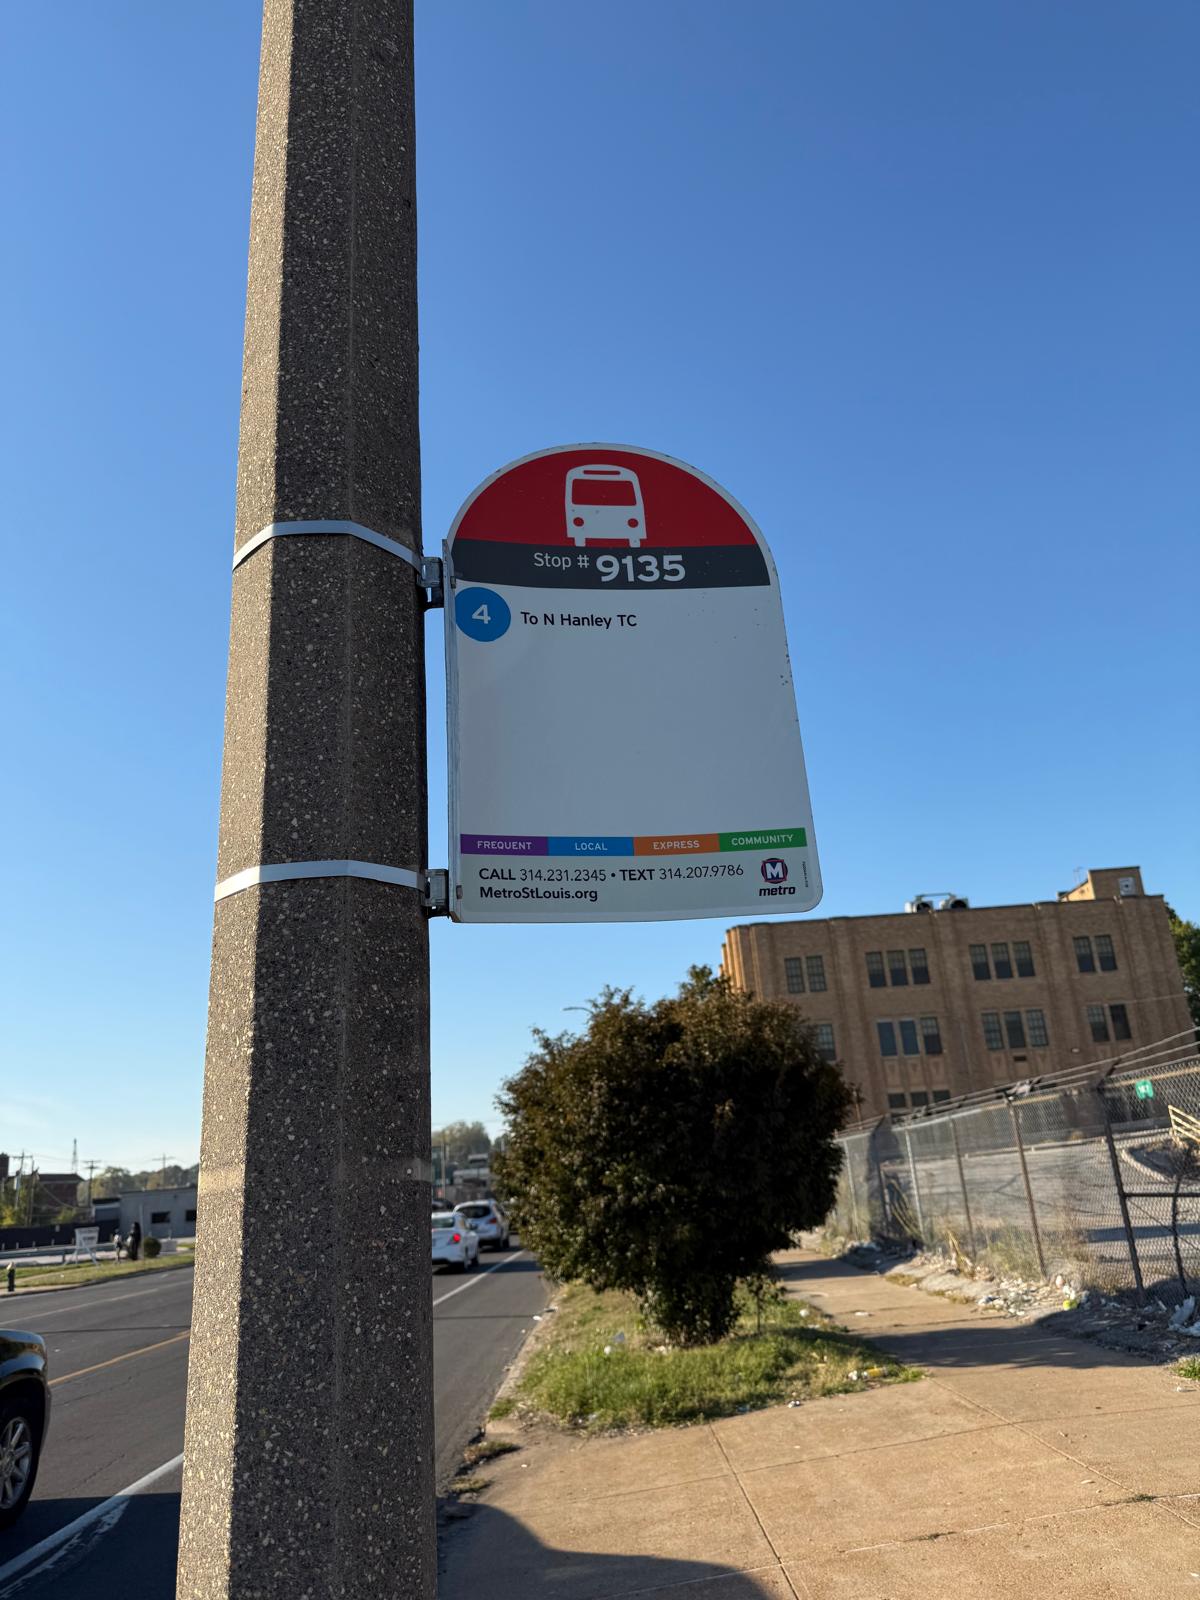 Stop # 9135
4 To N Hanley TC
FREQUENT LOCAL EXPRESS COMMUNITY
CALL 314.231.2345 • TEXT 314.207.9786
MetroStLouis.org
M
metro